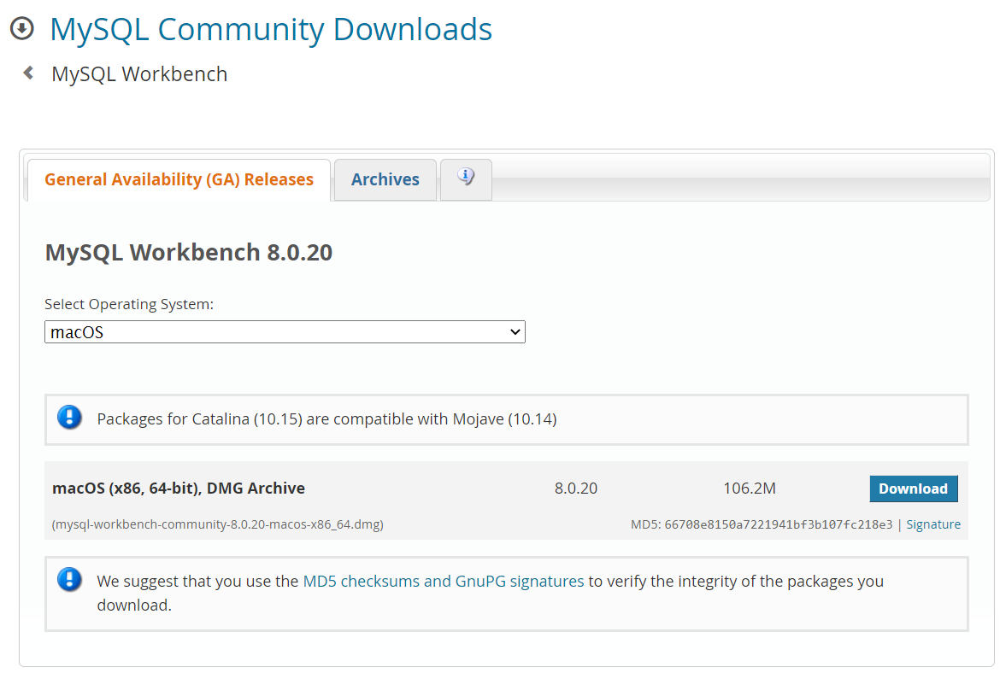 MySQL Community Downloads
MySQL Workbench
General Availability (GA) Releases
Archives
MySQL Workbench 8.0.20
Select Operating System:
macOS
Packages for Catalina (10.15) are compatible with Mojave (10.14)
macOS (x86, 64-bit), DMG Archive 8.0.20 106.2M Download
(mysql-workbench-community-8.0.20-macos-x86_64.dmg) MD5: 66708e8150a7221941bf3b107fc218e3 | Signature
We suggest that you use the MD5 checksums and GnuPG signatures to verify the integrity of the packages you
download.